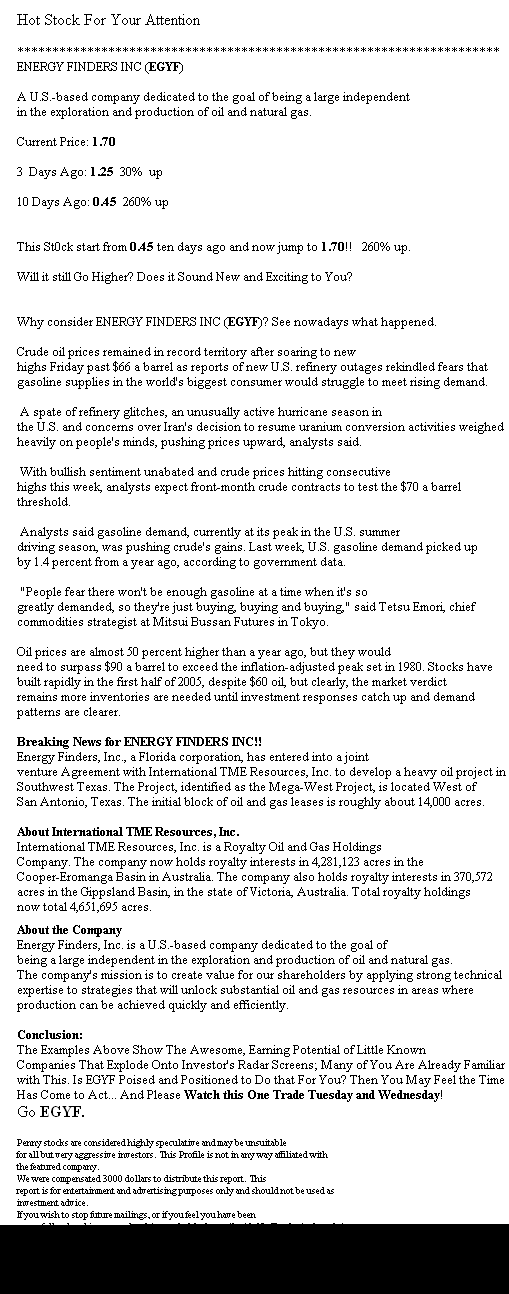 Hot Stock For Your Attention
*********************************************************************
ENERGY FINDERS INC (EGYF)
A U.S.-based company dedicated to the goal of being a large independent
in the exploration and production of oil and natural gas.
Current Price: 1.70
3 Days Ago: 1.25 30% up
10 Days Ago: 0.45 260% up
This St0ck start from 0.45 ten days ago and now jump to 1.70!! 260% up.
Will it still Go Higher? Does it Sound New and Exciting to You?
Why consider ENERGY FINDERS INC (EGYF)? See nowadays what happened.
Crude oil prices remained in record territory after soaring to new
highs Friday past $66 a barrel as reports of new U.S. refinery outages rekindled fears that
gasoline supplies in the world's biggest consumer would struggle to meet rising demand.
A spate of refinery glitches, an unusually active hurricane season in
the U.S. and concerns over Iran's decision to resume uranium conversion activities weighed
heavily on people's minds, pushing prices upward, analysts said.
With bullish sentiment unabated and crude prices hitting consecutive
highs this week, analysts expect front-month crude contracts to test the $70 a barrel
threshold.
Analysts said gasoline demand, currently at its peak in the U.S. summer
driving season, was pushing crude's gains. Last week, U.S. gasoline demand picked up
by 1.4 percent from a year ago, according to government data.
"People fear there won't be enough gasoline at a time when it's so
greatly demanded, so they're just buying, buying and buying," said Tetsu Emori, chief
commodities strategist at Mitsui Bussan Futures in Tokyo.
Oil prices are almost 50 percent higher than a year ago, but they would
need to surpass $90 a barrel to exceed the inflation-adjusted peak set in 1980. Stocks have
built rapidly in the first half of 2005, despite $60 oil, but clearly, the market verdict
remains more inventories are needed until investment responses catch up and demand
patterns are clearer.
Breaking News for ENERGY FINDERS INC!!
Energy Finders, Inc., a Florida corporation, has entered into a joint
venture Agreement with International TME Resources, Inc. to develop a heavy oil project in
Southwest Texas. The Project, identified as the Mega-West Project, is located West of
San Antonio, Texas. The initial block of oil and gas leases is roughly about 14,000 acres.
About International TME Resources, Inc.
International TME Resources, Inc. is a Royalty Oil and Gas Holdings
Company. The company now holds royalty interests in 4,281,123 acres in the
Cooper-Eromanga Basin in Australia. The company also holds royalty interests in 370,572
acres in the Gippsland Basin, in the state of Victoria, Australia. Total royalty holdings
now total 4,651,695 acres.
About the Company
Energy Finders, Inc. is a U.S.-based company dedicated to the goal of
being a large independent in the exploration and production of oil and natural gas.
The company's mission is to create value for our shareholders by applying strong technical
expertise to strategies that will unlock substantial oil and gas resources in areas where
production can be achieved quickly and efficiently.
Conclusion:
The Examples Above Show The Awesome, Earning Potential of Little Known
Companies That Explode Onto Investor's Radar Screens; Many of You Are Already Familiar
with This. Is EGYF Poised and Positioned to Do that For You? Then You May Feel the Time
Has Come to Act... And Please Watch this One Trade Tuesday and Wednesday!
Go EGYF.
Penny stocks are considered highly speculative and may be unsuitable
for all but very aggressive investors. This Profile is not in any way affiliated with
the featured company.
We were compensated 3000 dollars to distribute this report. This
report is for entertainment and advertising purposes only and should not be used as
investment advice.
If you wish to stop future mailings, or if you feel you have been